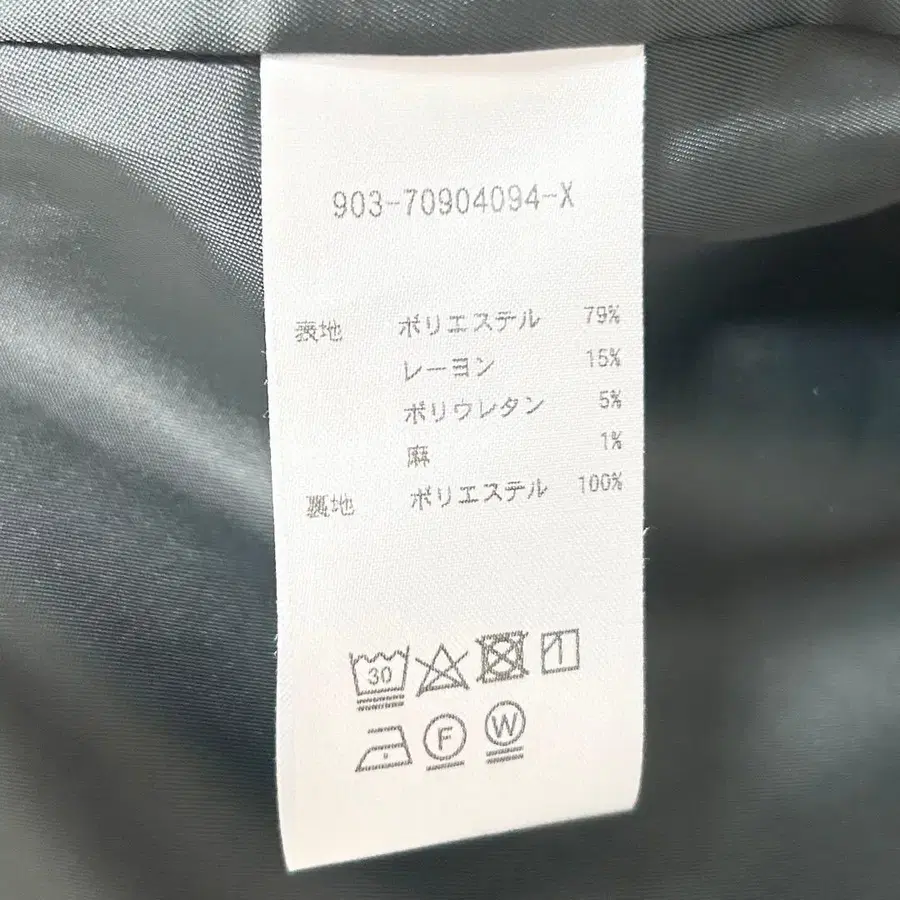 903-70904094-X
表地 ポリエステル 79%
レーヨン 15%
ポリウレタン 5%
麻 1%
裏地 ポリエステル 100%
30
F W